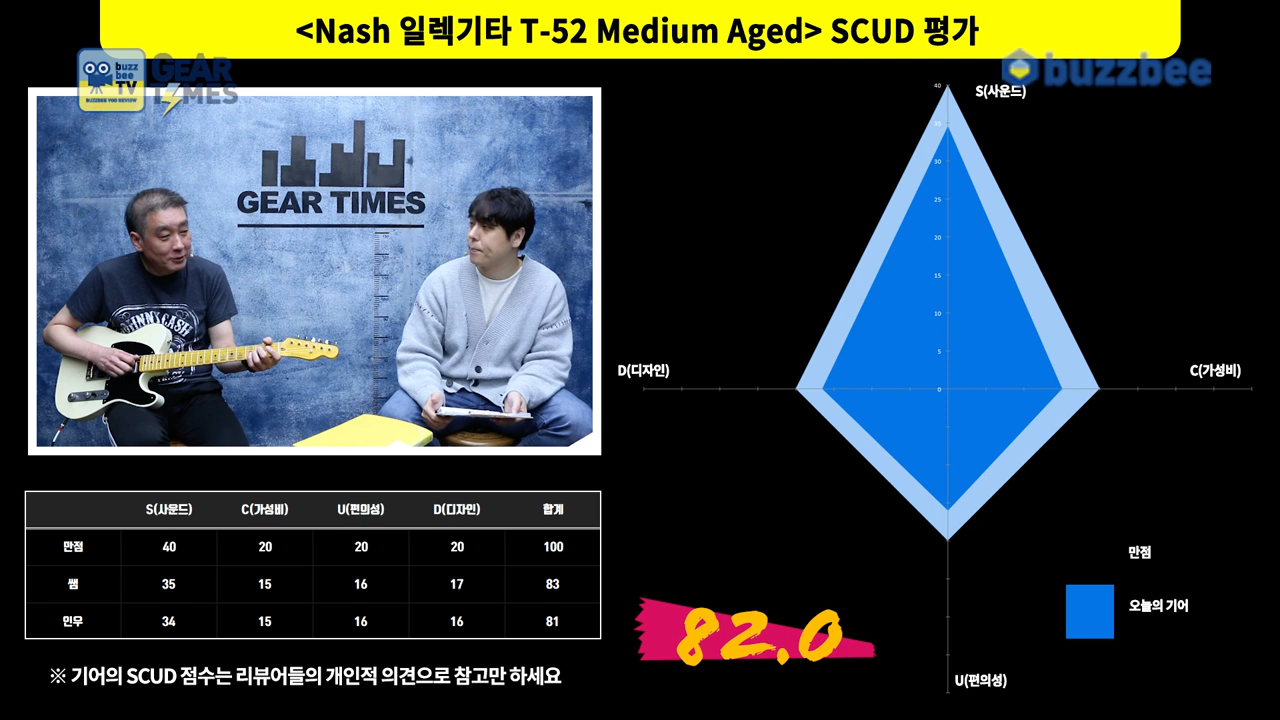 <Nash 일렉기타 T-52 Medium Aged> SCUD 평가
buzz bee TV
BUZZBEE YOU REVIEW
GEAR TIMES
buzzbee
GEAR TIMES
S(사운드)
40
35
30
25
20
15
10
5
0
D(디자인)
C(가성비)
U(편의성)
S(사운드) C(가성비) U(편의성) D(디자인) 합계
만점 40 20 20 20 100
쌤 35 15 16 17 83
민우 34 15 16 16 81
82.0
만점
오늘의 기어
※ 기어의 SCUD 점수는 리뷰어들의 개인적 의견으로 참고만 하세요